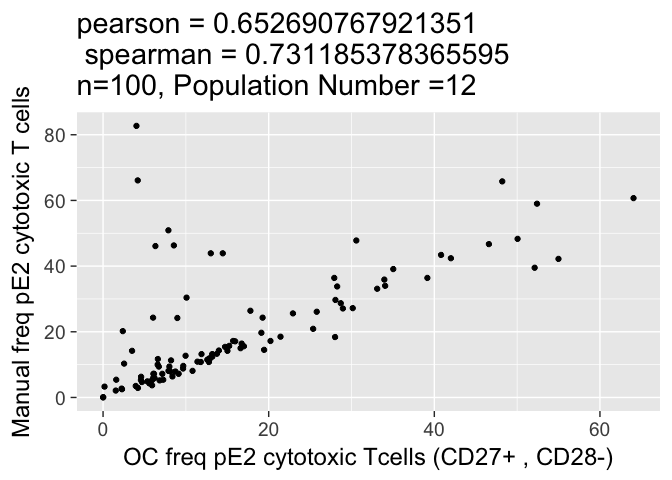 pearson = 0.652690767921351
spearman = 0.731185378365595
n=100, Population Number =12
Manual freq pE2 cytotoxic T cells
80
60
40
20
0
0 20 40 60
OC freq pE2 cytotoxic Tcells (CD27+ , CD28-)